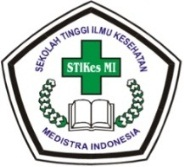 SEKOLAH TINGGI ILMU KESEHATAN
STIKes MI
MEDISTRA INDONESIA